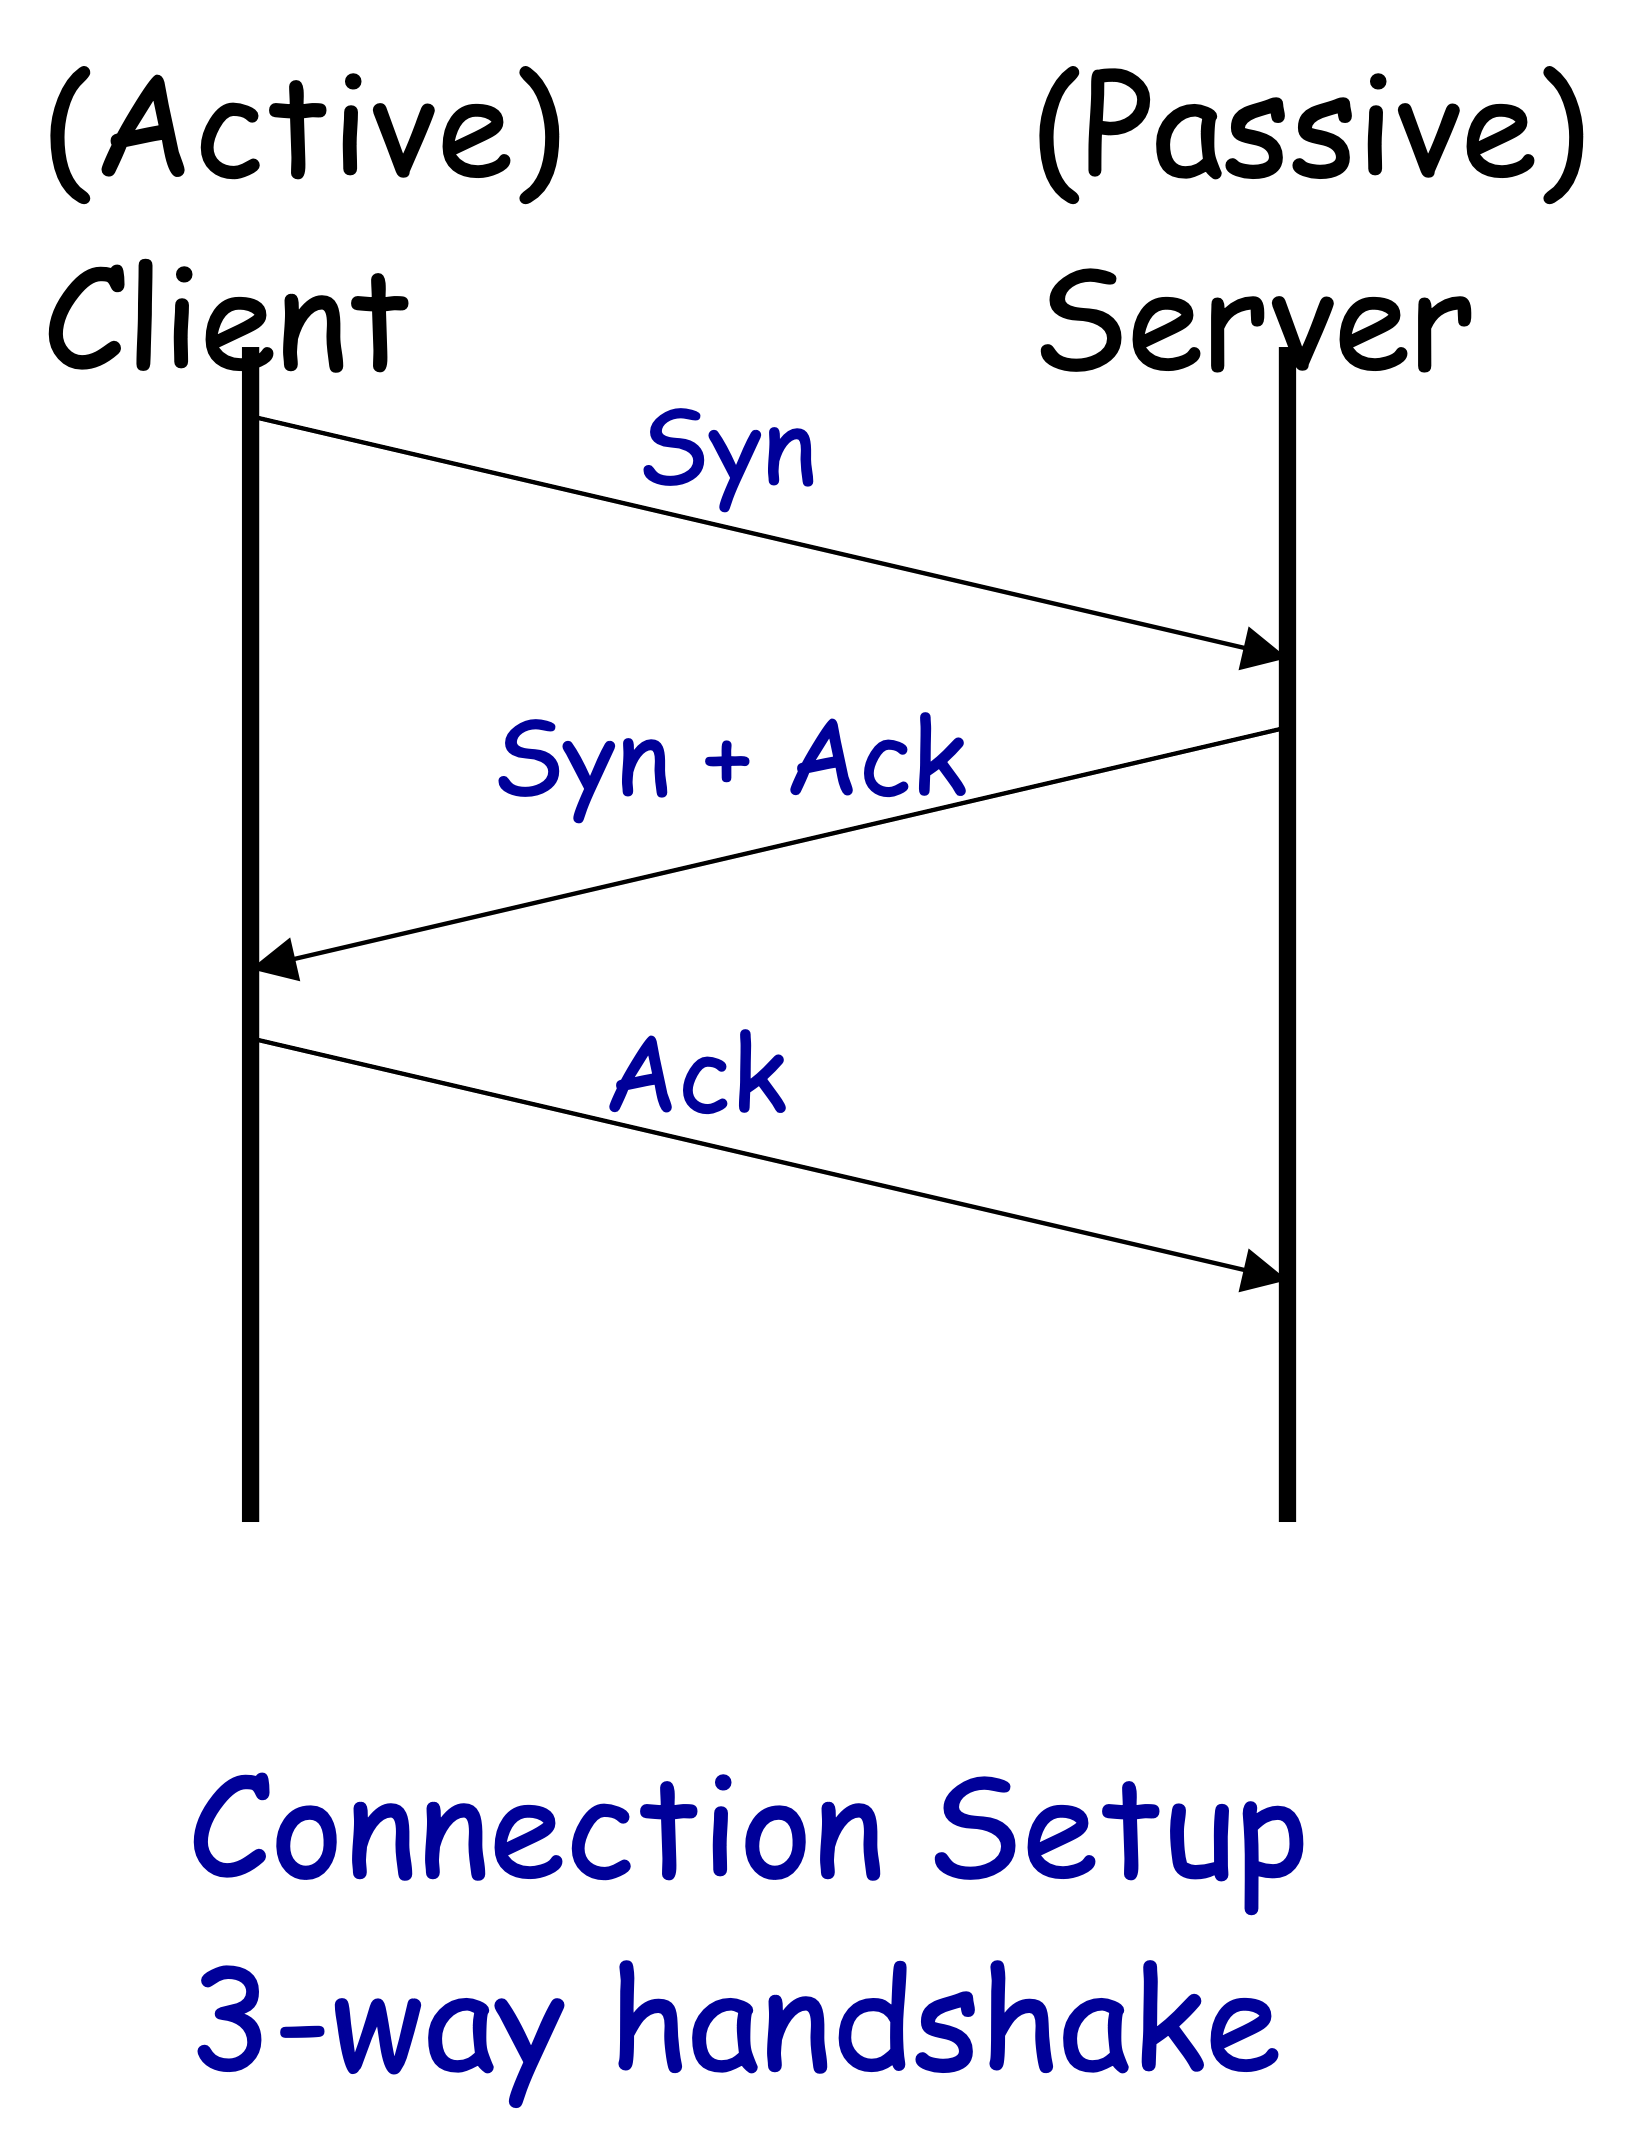 (Active)
Client
(Passive)
Server
Syn
Syn + Ack
Ack
Connection Setup
3-way handshake